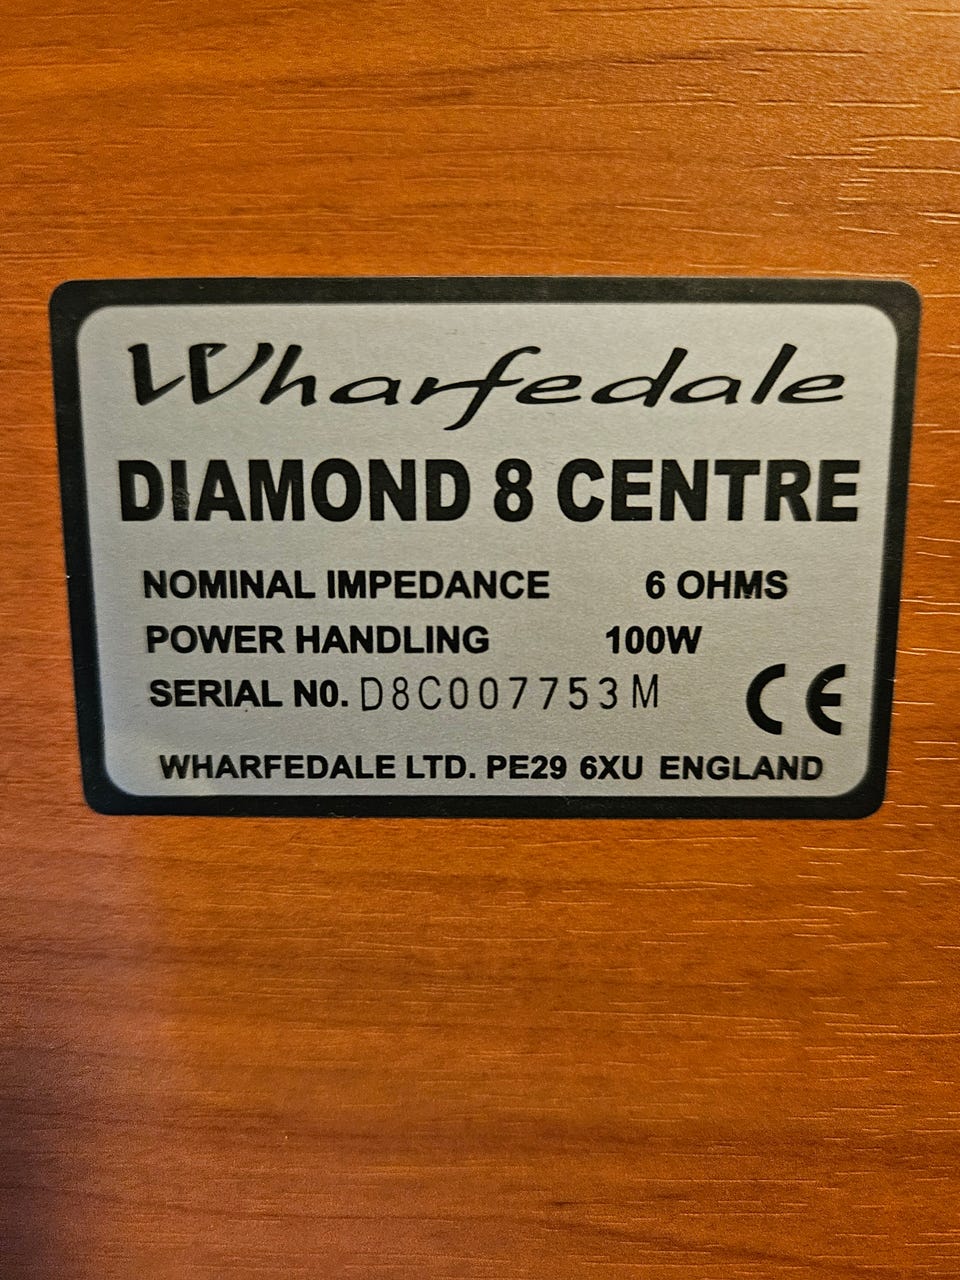 Wharfedale
DIAMOND 8 CENTRE
NOMINAL IMPEDANCE 6 OHMS
POWER HANDLING 100W
SERIAL N0. D8C007753M
CE
WHARFEDALE LTD. PE29 6XU ENGLAND